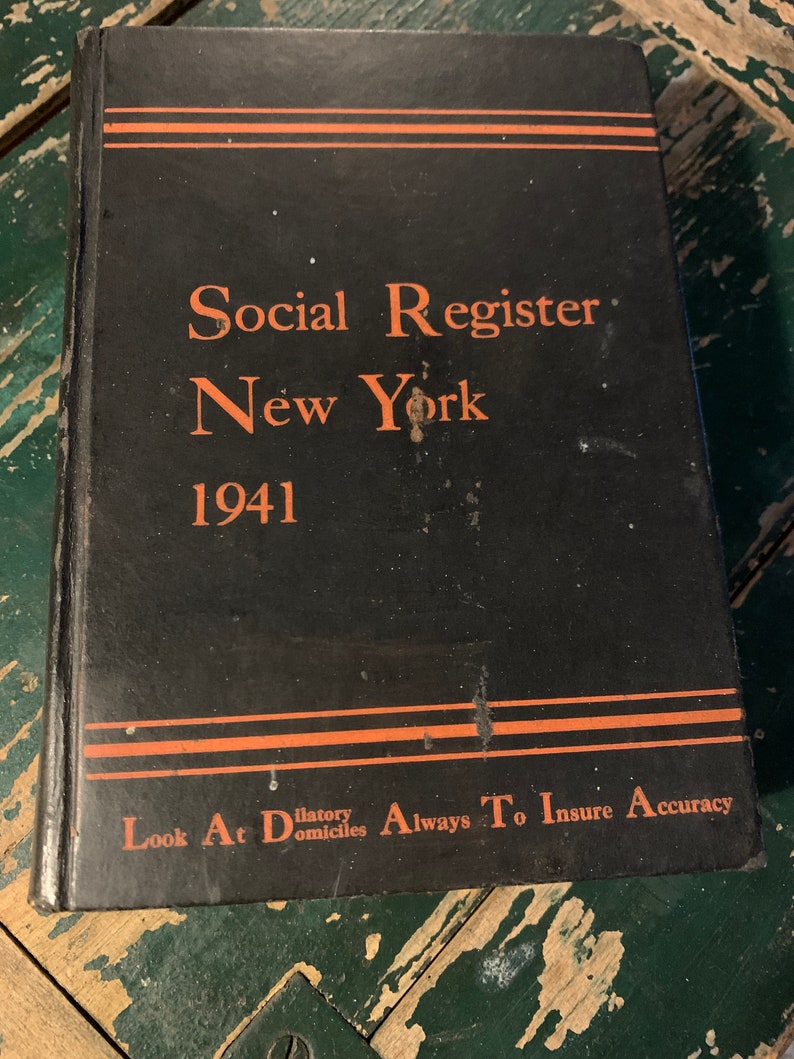 Social Register
New York
1941
Look At Dilatory Domiciles Always To Insure Accuracy